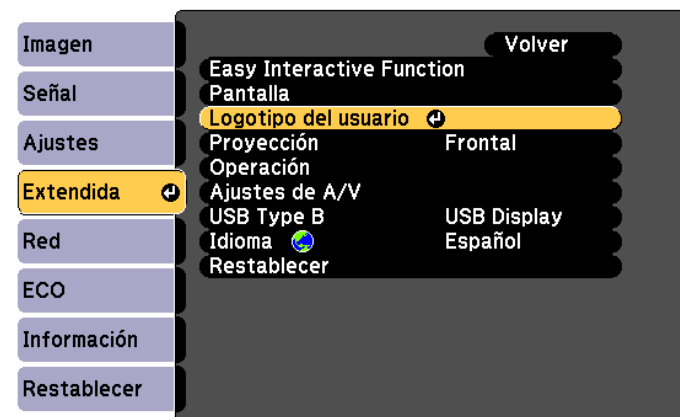 Imagen
Señal
Ajustes
Extendida
Red
ECO
Información
Restablecer
Volver
Easy Interactive Function
Pantalla
Logotipo del usuario
Proyección Frontal
Operación
Ajustes de A/V
USB Type B USB Display
Idioma Español
Restablecer